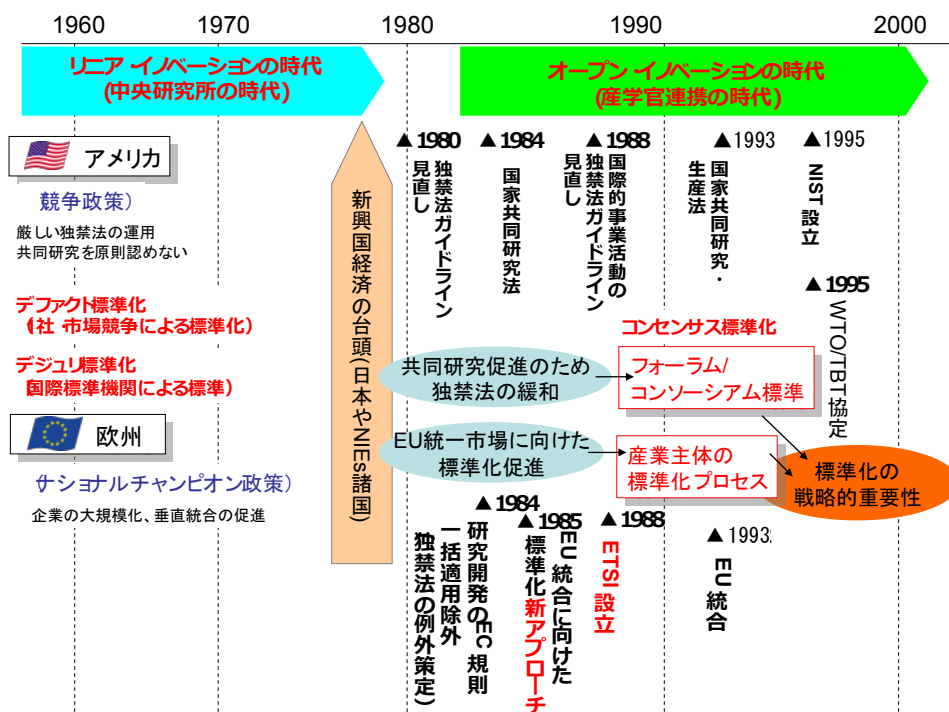 1960
1970
1980
1990
2000
リニア・イノベーションの時代
(中央研究所の時代)
オープン・イノベーションの時代
(産学官連携の時代)
アメリカ
競争政策)
厳しい独禁法の運用
共同研究を原則認めない
デファクト標準化
(社・市場競争による標準化)
デジュリ標準化
国際標準機関による標準)
欧州
ナショナルチャンピオン政策)
企業の大規模化、垂直統合の促進
新興国経済の台頭(日本やNIEs諸国)
▲1980
独禁法ガイドライン
見直し
▲1984
国家共同研究法
▲1988
国際的事業活動の
独禁法ガイドライン
見直し
▲1993
国家共同研究・
生産法
▲1995
NIST 設立
▲1995
WTO/TBT協定
共同研究促進のため
独禁法の緩和
コンセンサス標準化
フォーラム/
コンソーシアム標準
EU統一市場に向けた
標準化促進
産業主体の
標準化プロセス
標準化の
戦略的重要性
▲1984
研究開発のEC規則
一括適用除外
独禁法の例外策定)
▲1985
EU統合に向けた
標準化新アプローチ
▲1988
ETSI 設立
▲1993
EU 統合